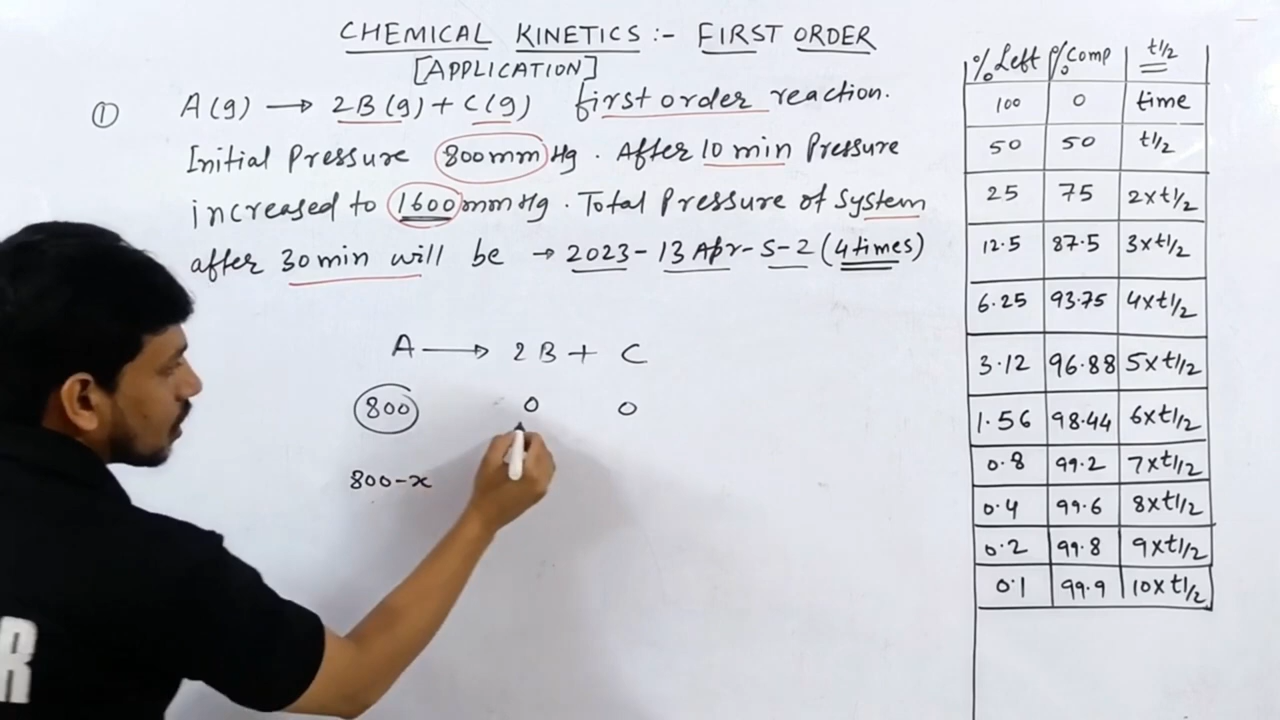 CHEMICAL KINETICS :- FIRST ORDER
[APPLICATION]
① A(g) → 2B(g) + C(g) first order reaction.
Initial Pressure 800mm Hg. After 10 min Pressure
increased to 1600 mm Hg. Total Pressure of System
after 30 min will be → 2023-13 Apr-S-2 (4 times)
A → 2B + C
800 0 0
800-x
% Left % Comp t1/2
100 0 time
50 50 t1/2
25 75 2×t1/2
12.5 87.5 3×t1/2
6.25 93.75 4×t1/2
3.12 96.88 5×t1/2
1.56 98.44 6×t1/2
0.8 99.2 7×t1/2
0.4 99.6 8×t1/2
0.2 99.8 9×t1/2
0.1 99.9 10×t1/2
R